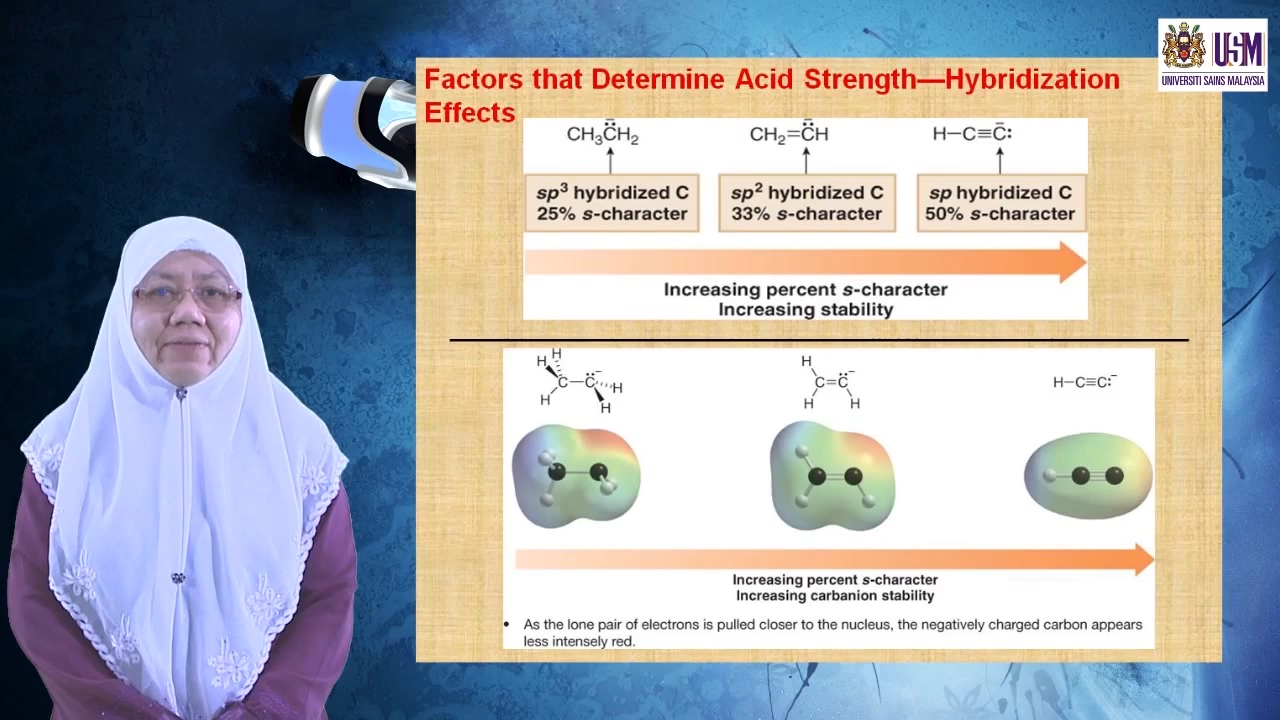 USM
UNIVERSITI SAINS MALAYSIA
Factors that Determine Acid Strength—Hybridization
Effects
CH₃C̈⁻H₂ CH₂=C̈⁻H H−C≡C̄:
sp³ hybridized C
25% s-character
sp² hybridized C
33% s-character
sp hybridized C
50% s-character
Increasing percent s-character
Increasing stability
H H
C−C̈⁻ H
H H
H
C=C̈⁻
H H
H−C≡C:⁻
Increasing percent s-character
Increasing carbanion stability
• As the lone pair of electrons is pulled closer to the nucleus, the negatively charged carbon appears
less intensely red.